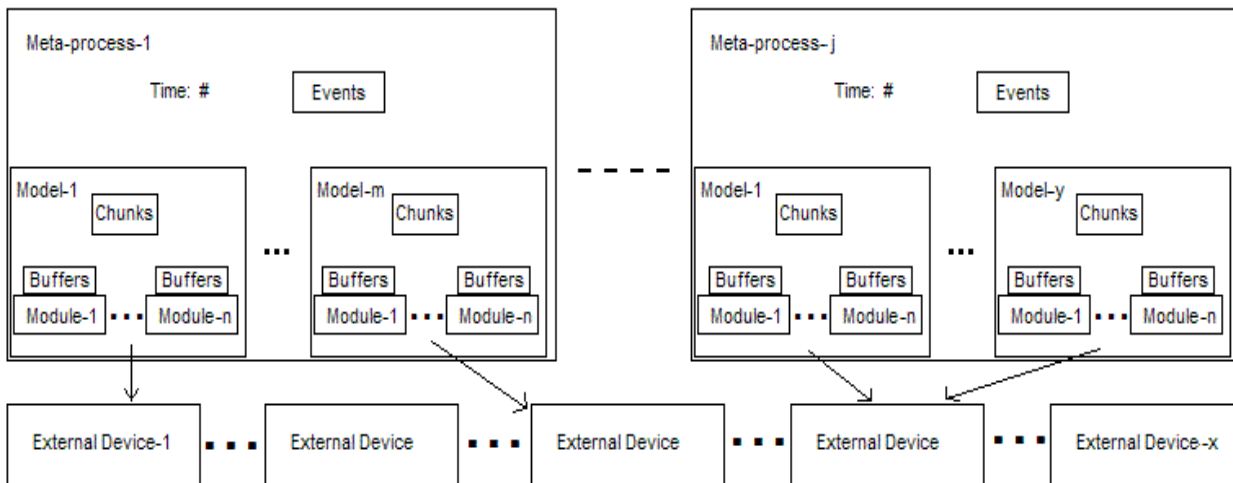 Meta-process-1
Meta-process-j
Time: #
Events
Time: #
Events
Model-1
Chunks
Model-m
Chunks
Model-1
Chunks
Model-y
Chunks
Buffers
Buffers
Buffers
Buffers
Buffers
Buffers
Buffers
Buffers
Module-1
Module-n
Module-1
Module-n
Module-1
Module-n
Module-1
Module-n
External Device-1
External Device
External Device
External Device
External Device-x